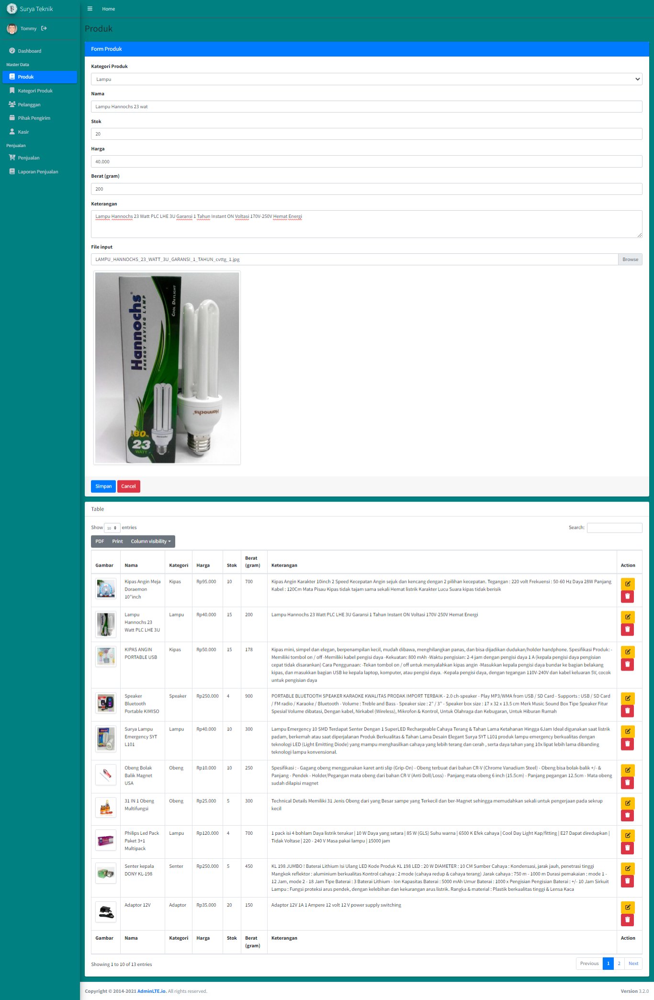 Surya Teknik
Home
Tommy
Dashboard
Master Data
Produk
Kategori Produk
Pelanggan
Pihak Pengirim
Kasir
Penjualan
Penjualan
Laporan Penjualan
Produk
Form Produk
Kategori Produk
Lampu
Nama
Lampu Hannochs 23 wat
Stok
20
Harga
40.000
Berat (gram)
200
Keterangan
Lampu Hannochs 23 Watt PLC LHE 3U Garansi 1 Tahun Instant ON Voltasi 170V-250V Hemat Energi
File input
LAMPU_HANNOCHS_23_WATT_3U_GARANSI_1_TAHUN_cvttg_1.jpg Browse
Hannochs
ENERGY SAVING LAMP
COOL DAYLIGHT
Hannochs
80%
23
WATT
Simpan Cancel
Table
Show 10 entries Search:
PDF Print Column visibility
Gambar Nama Kategori Harga Stok Berat (gram) Keterangan Action
Kipas Angin Meja Doraemon 10"inch Kipas Rp95.000 10 700
Kipas Angin Karakter 10inch 2 Speed Kecepatan Angin sejuk dan kencang dengan 2 pilihan kecepatan. Tegangan : 220 volt Frekuensi : 50-60 Hz Daya 28W Panjang
Kabel : 120Cm Mata Pisau Kipas tidak tajam sama sekali Hemat listrik Karakter Lucu Suara kipas tidak berisik
Lampu Hannochs 23 Watt PLC LHE 3U Lampu Rp40.000 15 200
Lampu Hannochs 23 Watt PLC LHE 3U Garansi 1 Tahun Instant ON Voltasi 170V-250V Hemat Energi
KIPAS ANGIN PORTABLE USB Kipas Rp50.000 15 178
Kipas mini, simpel dan elegan, berpenampilan kecil, mudah dibawa, menghilangkan panas, dan bisa dijadikan dudukan/holder handphone. Spesifikasi Produk: -
Memiliki tombol on / off -Memiliki kabel pengisi daya -Kekuatan: 800 mAh -Waktu pengisian: 2-4 jam dengan pengisi daya 1 A (kepala pengisi daya pengisian
cepat tidak disarankan) Cara Penggunaan: -Tekan tombol on / off untuk menyalahkan kipas angin -Masukkan kepala pengisi daya bundar ke bagian belakang
kipas, dan masukkan bagian USB ke kepala laptop, komputer, atau pengisi daya. -Kepala pengisi daya, dengan tegangan 110V-240V dan kabel keluaran 5V, cocok
untuk pengisian daya
Speaker Bluetooth Portable KIMISO Speaker Rp250.000 4 900
PORTABLE BLUETOOTH SPEAKER KARAOKE KWALITAS PRODAK IMPORT TERBAIK - 2.0 ch-speaker - Play MP3/WMA from USB / SD Card - Supports : USB / SD Card
/ FM radio / Karaoke / Bluetooth - Volume : Treble and Bass - Speaker size : 2" / 3" - Speaker box size : 17 x 32 x 13.5 cm Merk Music Sound Box Tipe Speaker Fitur
Spesial Volume dibatasi, Dengan kabel, Nirkabel (Wireless), Mikrofon & Kontrol, Untuk Olahraga dan Kebugaran, Untuk Hiburan Rumah
Surya Lampu Emergency SYT L101 Lampu Rp40.000 10 300
Lampu Emergency 10 SMD Terdapat Senter Dengan 1 SuperLED Rechargeable Cahaya Terang & Tahan Lama Ketahanan Hingga 6Jam Ideal digunakan saat listrik
padam, berkemah atau saat diperjalanan Produk Berkualitas & Tahan Lama Desain Elegant Surya SYT L101 produk lampu emergency berkualitas dengan
teknologi LED (Light Emitting Diode) yang mampu menghasilkan cahaya yang lebih terang dan cerah , serta daya tahan yang 10x lipat lebih lama dibanding
teknologi lampu konvensional.
Obeng Bolak Balik Magnet USA Obeng Rp10.000 10 250
Spesifikasi : - Gagang obeng menggunakan karet anti slip (Grip-On) - Obeng terbuat dari bahan CR-V (Chrome Vanadium Steel) - Obeng bisa bolak-balik +/- &
Panjang - Pendek - Holder/Pegangan mata obeng dari bahan CR-V (Anti Doll/Loss) - Panjang mata obeng 6 inch (15.5cm) - Panjang pegangan 12.5cm - Mata obeng
sudah dilapisi magnet
31 IN 1 Obeng Multifungsi Obeng Rp25.000 5 300
Technical Details Memiliki 31 Jenis Obeng dari yang Besar sampe yang Terkecil dan ber-Magnet sehingga memudahkan sekali untuk pengerjaan pada sekrup
kecil
Philips Led Pack Paket 3+1 Multipack Lampu Rp120.000 4 700
1 pack isi 4 bohlam Daya listrik terukur | 10 W Daya yang setara | 85 W (GLS) Suhu warna | 6500 K Efek cahaya | Cool Day Light Kap/fitting | E27 Dapat diredupkan |
Tidak Voltase | 220 - 240 V Masa pakai lampu | 15000 jam
Senter kepala DONY KL-198 Senter Rp250.000 5 450
KL 198 JUMBO ! Baterai Lithium Isi Ulang LED Kode Produk KL 198 LED : 20 W DIAMETER : 10 CM Sumber Cahaya : Kondensasi, jarak jauh, penetrasi tinggi
Mangkok reflektor : aluminium berkualitas Kontrol cahaya : 2 mode (cahaya redup & cahaya terang) Jarak cahaya : 750 m - 1000 m Durasi pemakaian : mode 1 -
12 Jam, mode 2 - 18 Jam Tipe Baterai : 3 Baterai Lithium - Ion Kapasitas Baterai : 5000 mAh Umur Baterai : 1000 x Pengisian Pengisian Baterai : +/- 10 Jam Sirkuit
Lampu : Fungsi proteksi arus pendek, dengan kelebihan dan kekurangan arus listrik. Rangka & material : Plastik berkualitas tinggi & Lensa Kaca
Adaptor 12V Adaptor Rp35.000 20 150
Adaptor 12V 1A 1 Ampere 12 volt 12 V power supply switching
Gambar Nama Kategori Harga Stok Berat (gram) Keterangan Action
Showing 1 to 10 of 13 entries Previous 1 2 Next
Copyright © 2014-2021 AdminLTE.io. All rights reserved. Version 3.2.0